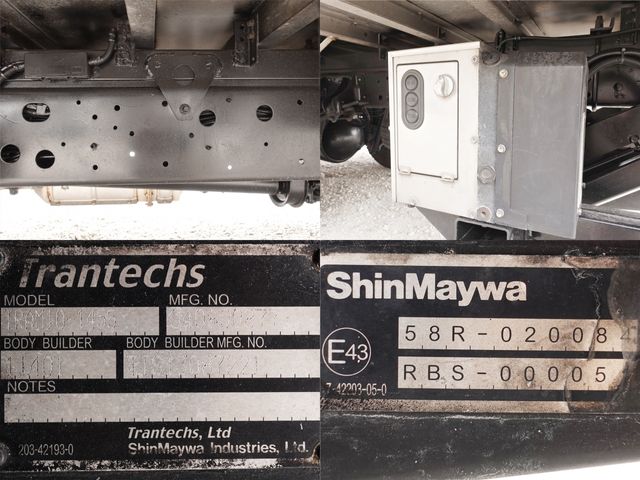 Trantechs
MODEL
MFG. NO.
BODY BUILDER
BODY BUILDER MFG. NO.
NOTES
203-42193-0
Trantechs, Ltd
ShinMaywa Industries, Ltd.
ShinMaywa
E43
58R-020084
RBS-00005
7-42203-05-0